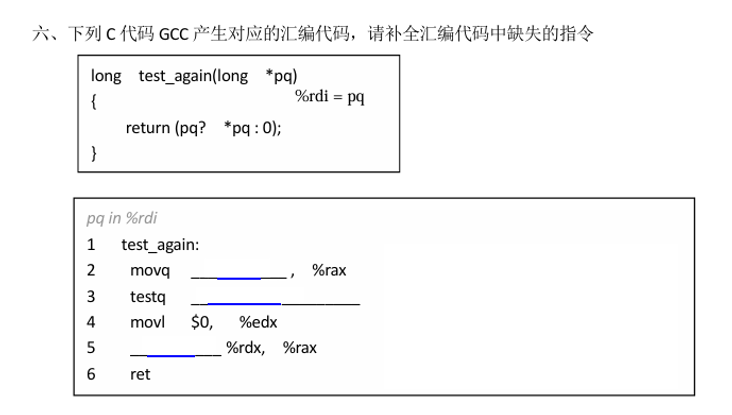 六、下列 C 代码 GCC 产生对应的汇编代码，请补全汇编代码中缺失的指令
long test_again(long *pq)
{ %rdi = pq
return (pq? *pq : 0);
}
pq in %rdi
1 test_again:
2 movq ____________, %rax
3 testq _____________________
4 movl $0, %edx
5 ___________ %rdx, %rax
6 ret